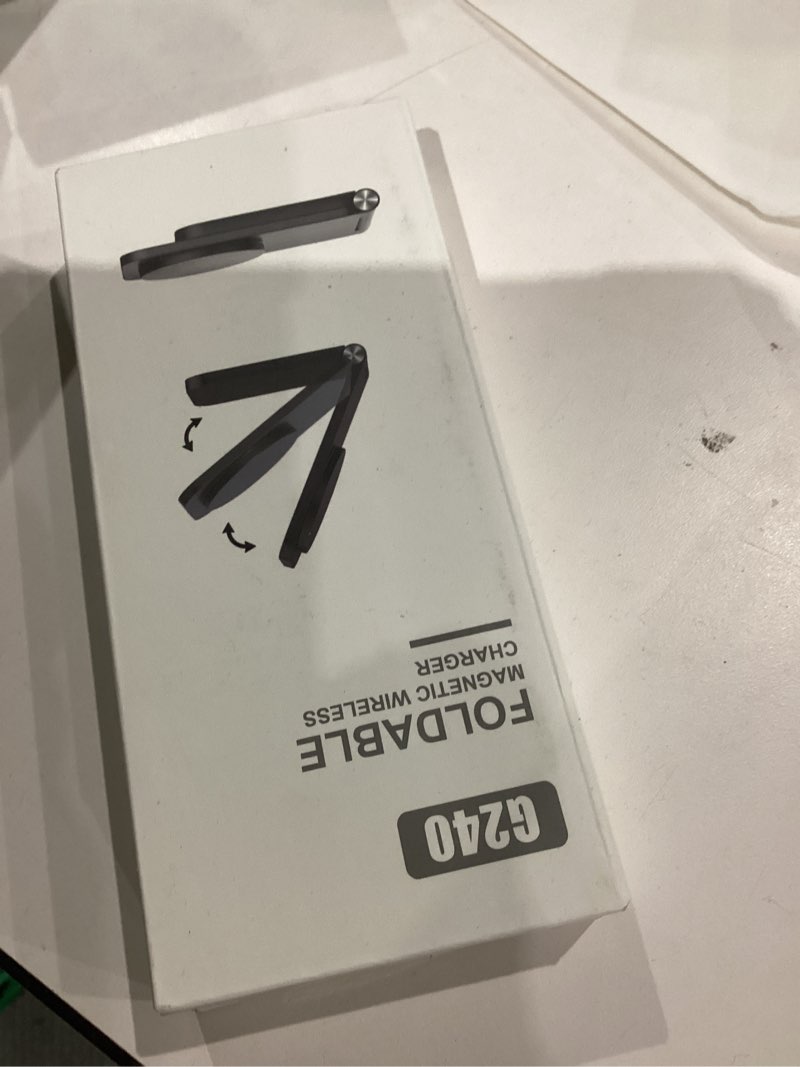 G240
FOLDABLE
MAGNETIC WIRELESS
CHARGER